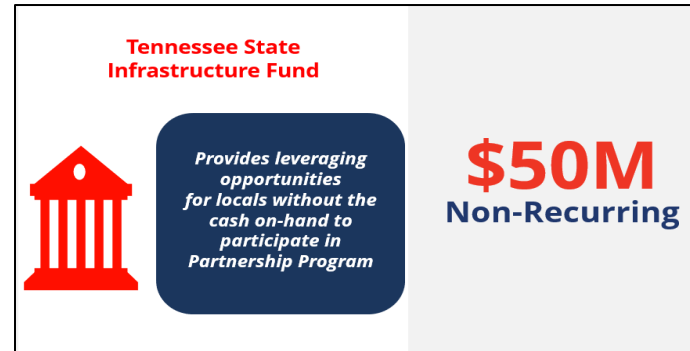 Tennessee State
Infrastructure Fund
Provides leveraging
opportunities
for locals without the
cash on-hand to
participate in
Partnership Program
$50M
Non-Recurring